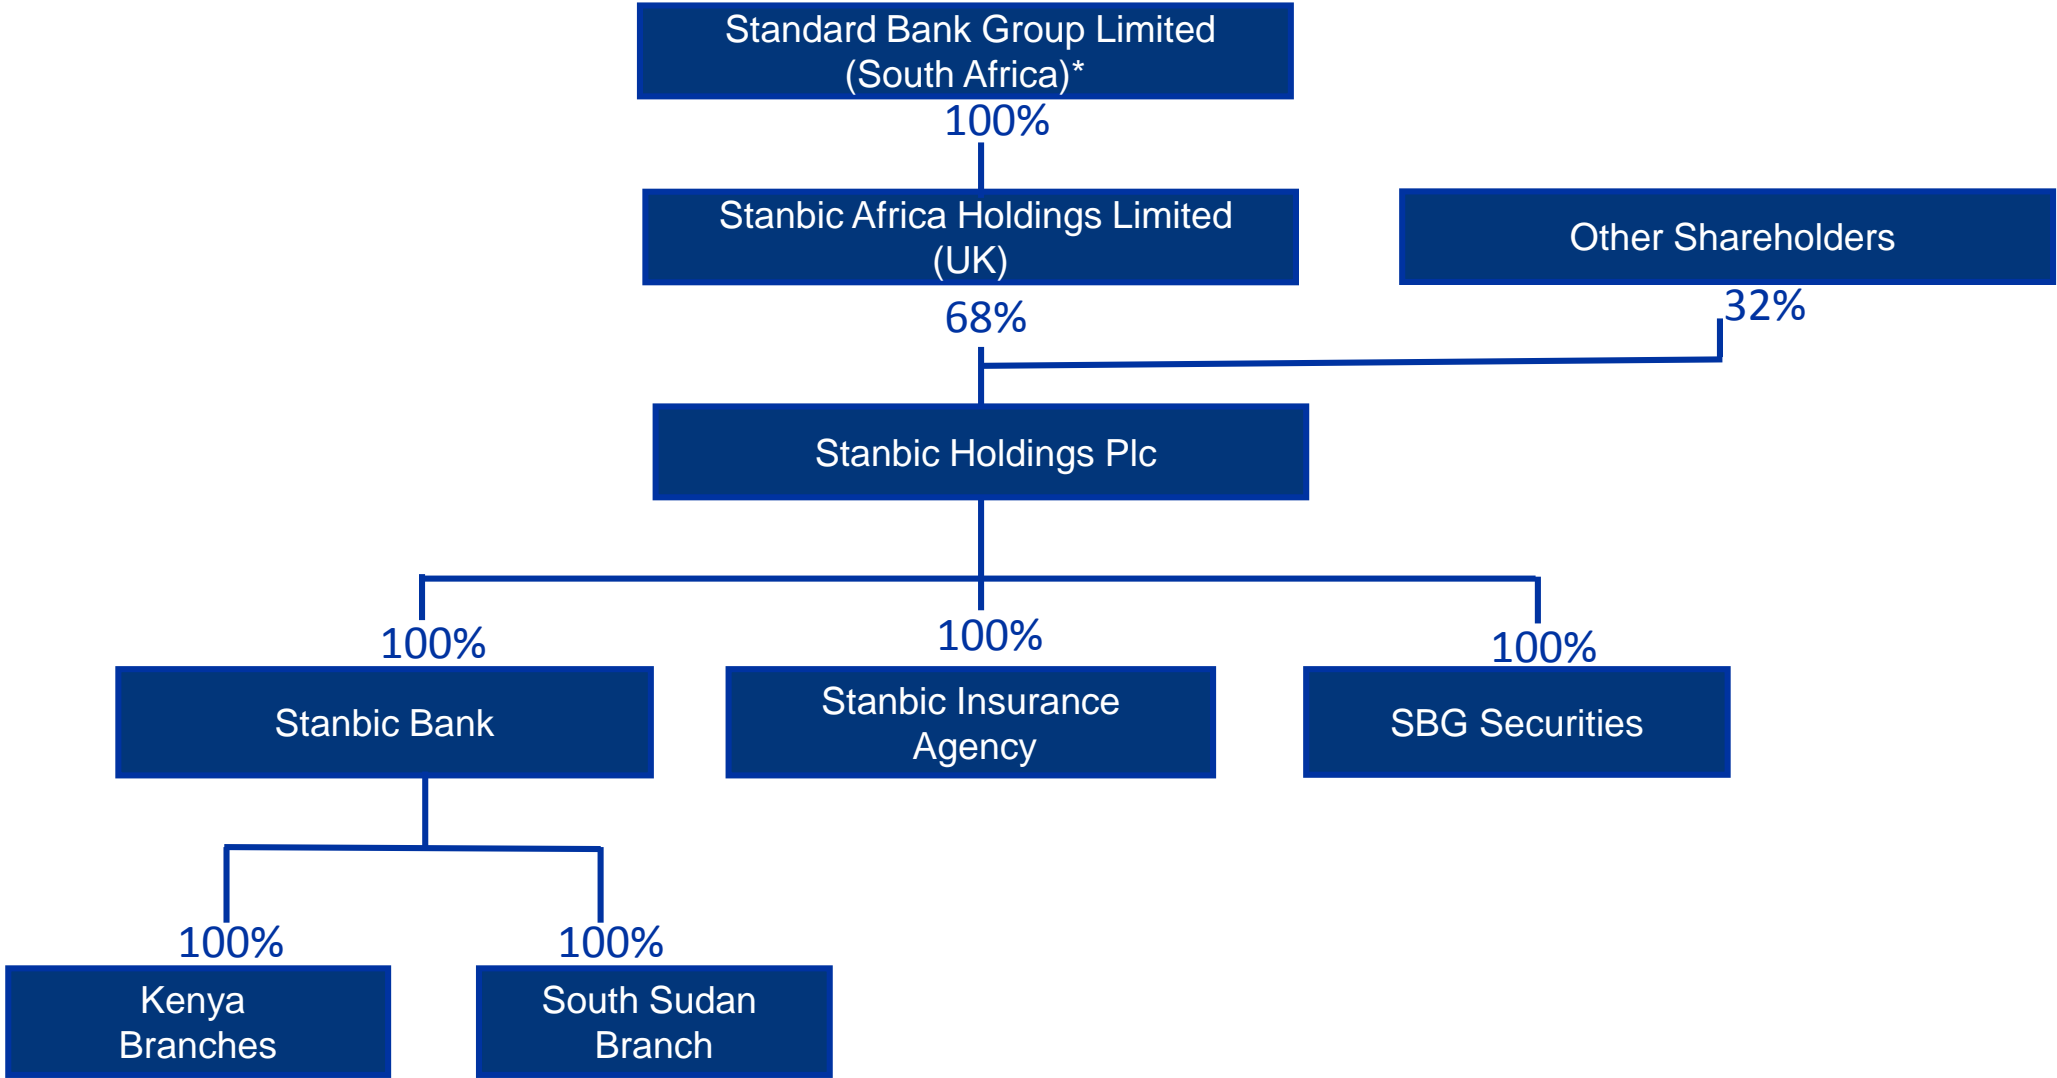 Standard Bank Group Limited
(South Africa)*
100%
Stanbic Africa Holdings Limited
(UK)
Other Shareholders
68%
32%
Stanbic Holdings Plc
100%
100%
100%
Stanbic Bank
Stanbic Insurance
Agency
SBG Securities
100%
100%
Kenya
Branches
South Sudan
Branch